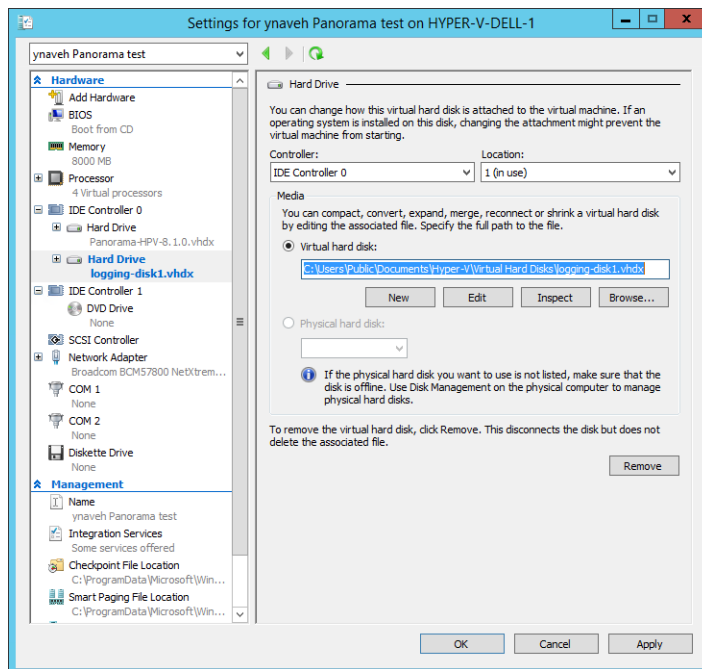 Settings for ynaveh Panorama test on HYPER-V-DELL-1
ynaveh Panorama test
Hardware
Add Hardware
BIOS
Boot from CD
Memory
8000 MB
Processor
4 Virtual processors
IDE Controller 0
Hard Drive
Panorama-HPV-8.1.0.vhdx
Hard Drive
logging-disk1.vhdx
IDE Controller 1
DVD Drive
None
SCSI Controller
Network Adapter
Broadcom BCM57800 NetXtrem...
COM 1
None
COM 2
None
Diskette Drive
None
Management
Name
ynaveh Panorama test
Integration Services
Some services offered
Checkpoint File Location
C:\ProgramData\Microsoft\Win...
Smart Paging File Location
C:\ProgramData\Microsoft\Win...
Hard Drive
You can change how this virtual hard disk is attached to the virtual machine. If an
operating system is installed on this disk, changing the attachment might prevent the
virtual machine from starting.
Controller: Location:
IDE Controller 0 1 (in use)
Media
You can compact, convert, expand, merge, reconnect or shrink a virtual hard disk
by editing the associated file. Specify the full path to the file.
Virtual hard disk:
C:\Users\Public\Documents\Hyper-V\Virtual Hard Disks\logging-disk1.vhdx
New Edit Inspect Browse...
Physical hard disk:
If the physical hard disk you want to use is not listed, make sure that the
disk is offline. Use Disk Management on the physical computer to manage
physical hard disks.
To remove the virtual hard disk, click Remove. This disconnects the disk but does not
delete the associated file.
Remove
OK Cancel Apply